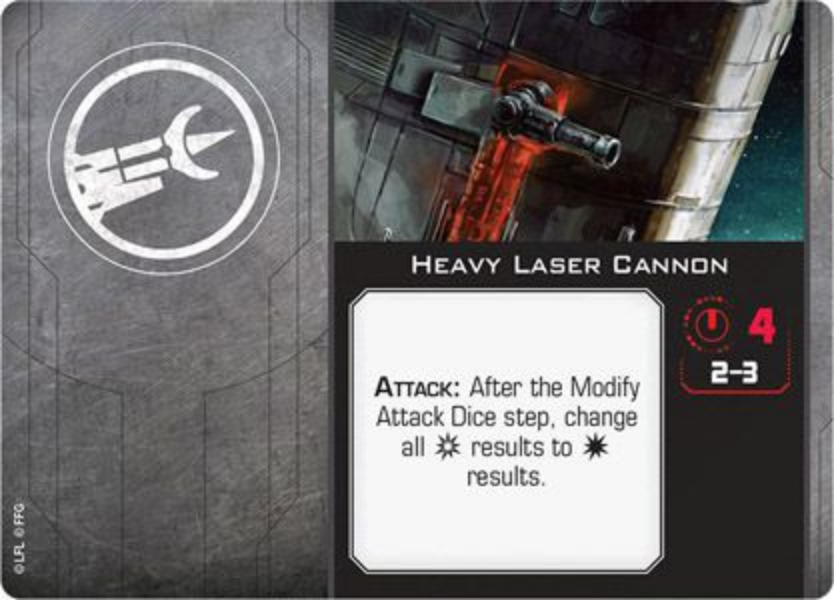 HEAVY LASER CANNON
ATTACK: After the Modify
Attack Dice step, change
all results to
results.
4
2–3
© LFL © FFG